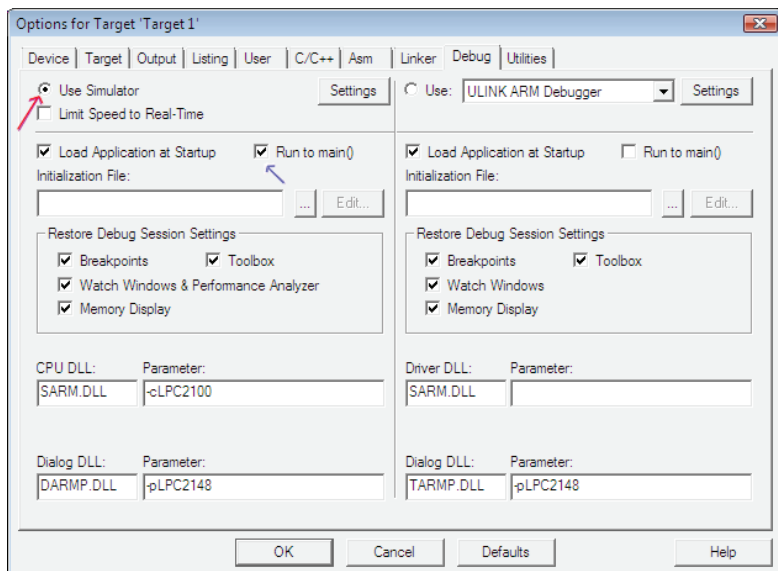 Options for Target 'Target 1'
Device Target Output Listing User C/C++ Asm Linker Debug Utilities
Use Simulator Settings
Limit Speed to Real-Time
Use: ULINK ARM Debugger Settings
Load Application at Startup Run to main()
Initialization File:
... Edit...
Load Application at Startup Run to main()
Initialization File:
... Edit...
Restore Debug Session Settings
Breakpoints Toolbox
Watch Windows & Performance Analyzer
Memory Display
Restore Debug Session Settings
Breakpoints Toolbox
Watch Windows
Memory Display
CPU DLL: Parameter:
SARM.DLL -cLPC2100
Driver DLL: Parameter:
SARM.DLL
Dialog DLL: Parameter:
DARMP.DLL -pLPC2148
Dialog DLL: Parameter:
TARMP.DLL -pLPC2148
OK Cancel Defaults Help